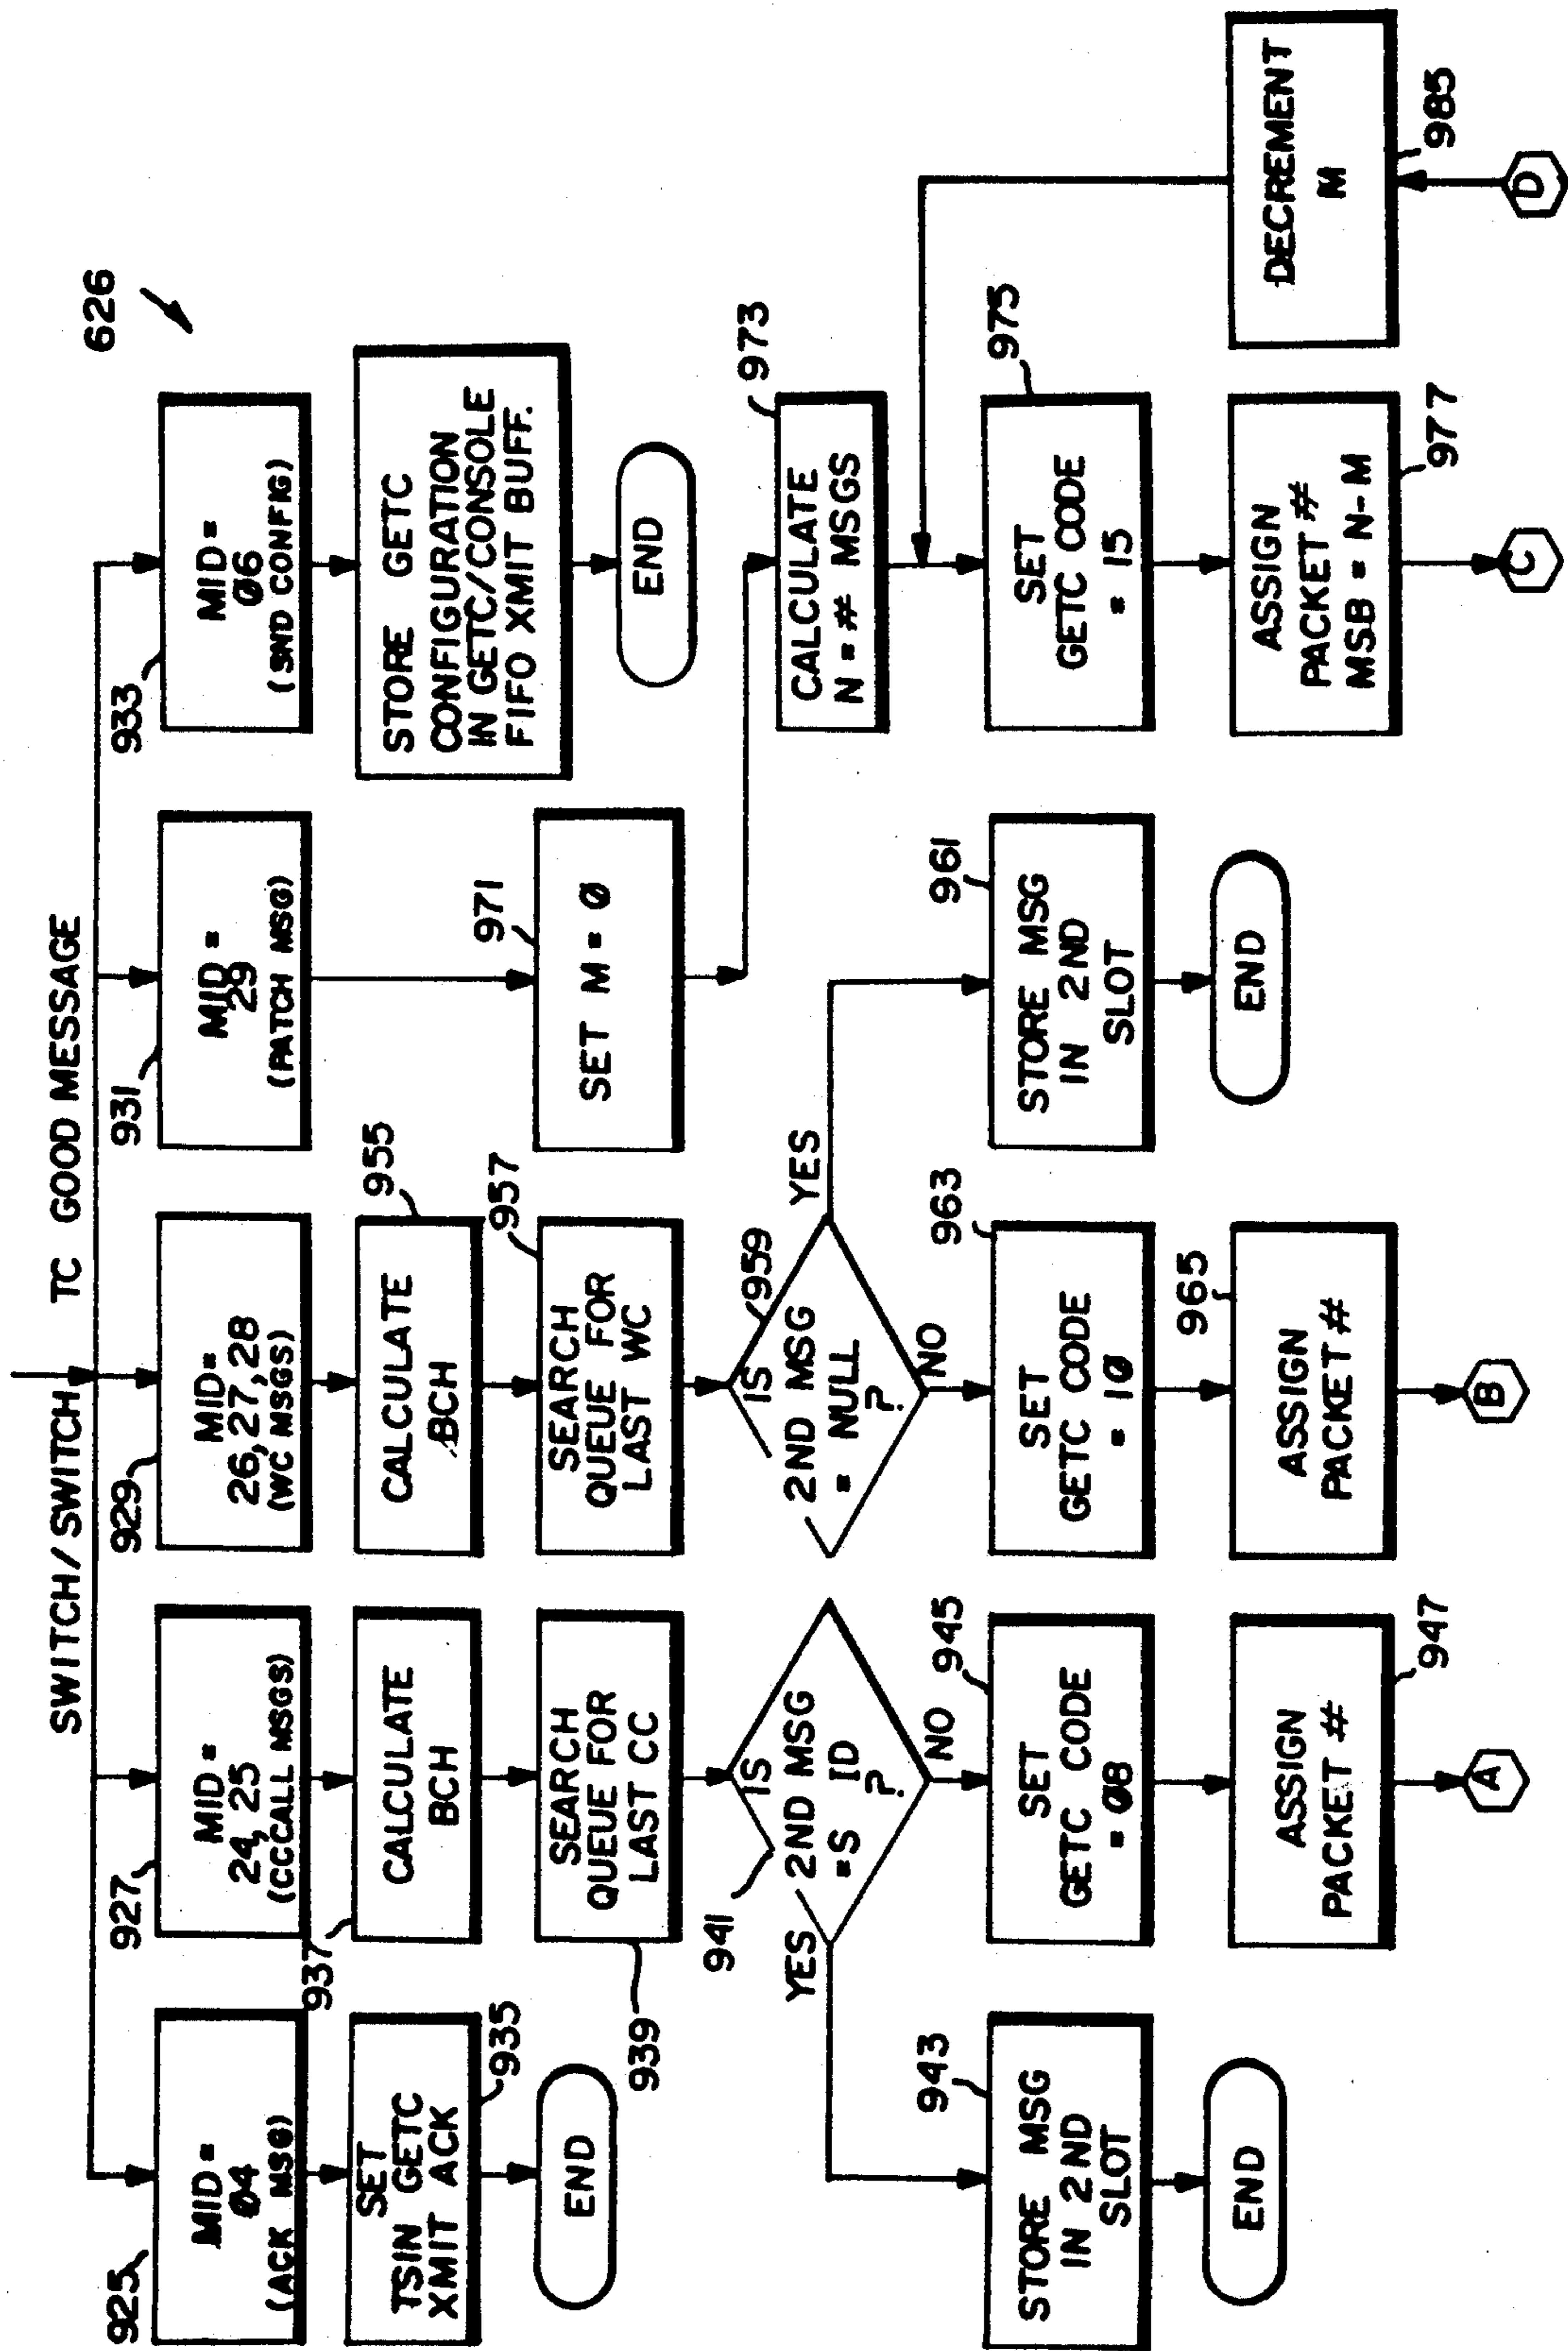 SWITCH/SWITCH TC GOOD MESSAGE
626
925
MID =
04
(ACK MSG)
SET
TSIN GETC
XMIT ACK
935
END
927
MID =
24, 25
(CCCALL MSGS)
937
CALCULATE
BCH
SEARCH
QUEUE FOR
LAST CC
939
IS
2ND MSG
=S ID
?
941
YES
NO
943
STORE MSG
IN 2ND
SLOT
END
945
SET
GETC CODE
= 08
ASSIGN
PACKET #
947
A
929
MID=
26,27,28
(WC MSGS)
955
CALCULATE
BCH
957
SEARCH
QUEUE FOR
LAST WC
IS
2ND MSG
= NULL
?
959
YES
NO
961
STORE MSG
IN 2ND
SLOT
END
963
SET
GETC CODE
= 10
965
ASSIGN
PACKET #
B
931
MID =
29
(PATCH MSG)
971
SET M = 0
933
MID =
06
(SND CONFIG)
STORE GETC
CONFIGURATION
IN GETC/CONSOLE
FIFO XMIT BUFF.
END
973
CALCULATE
N = # MSGS
975
SET
GETC CODE
= 15
ASSIGN
PACKET #
MSB = N-M
977
C
DECREMENT
M
985
D